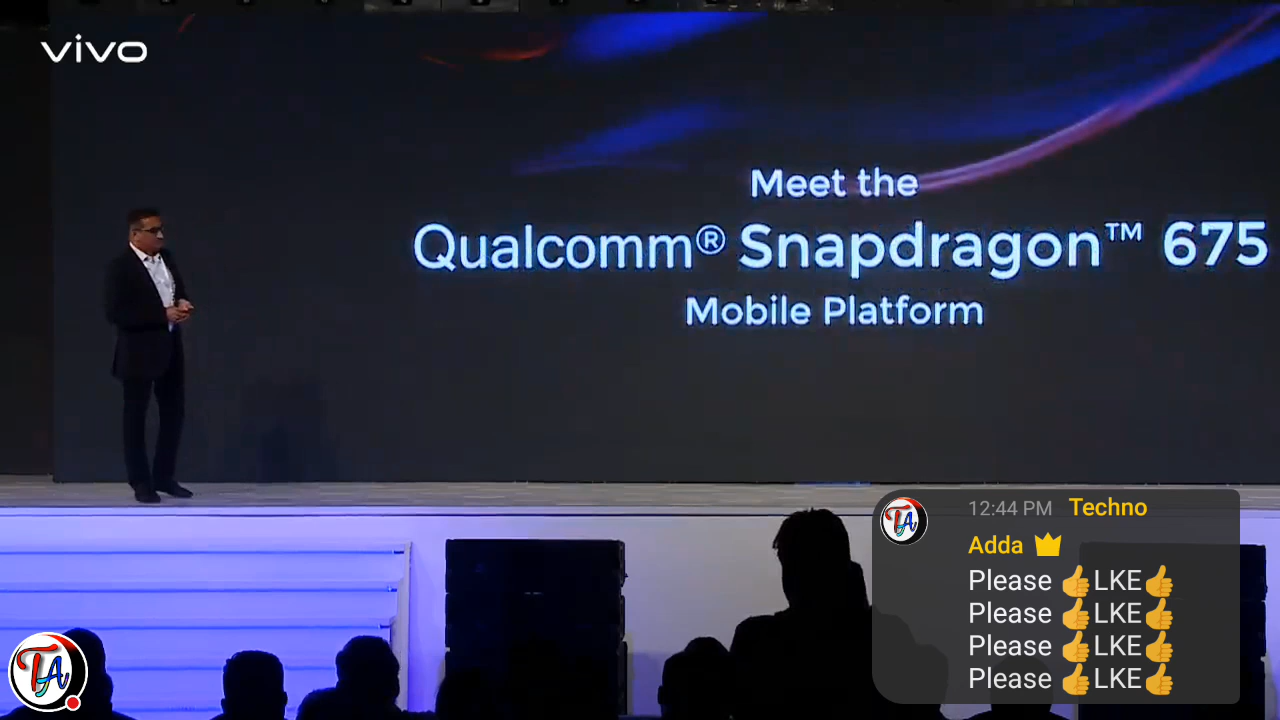 vivo
Meet the
Qualcomm® Snapdragon™ 675
Mobile Platform
TA
12:44 PM Techno
Adda
Please 👍LKE👍
Please 👍LKE👍
Please 👍LKE👍
Please 👍LKE👍
TA